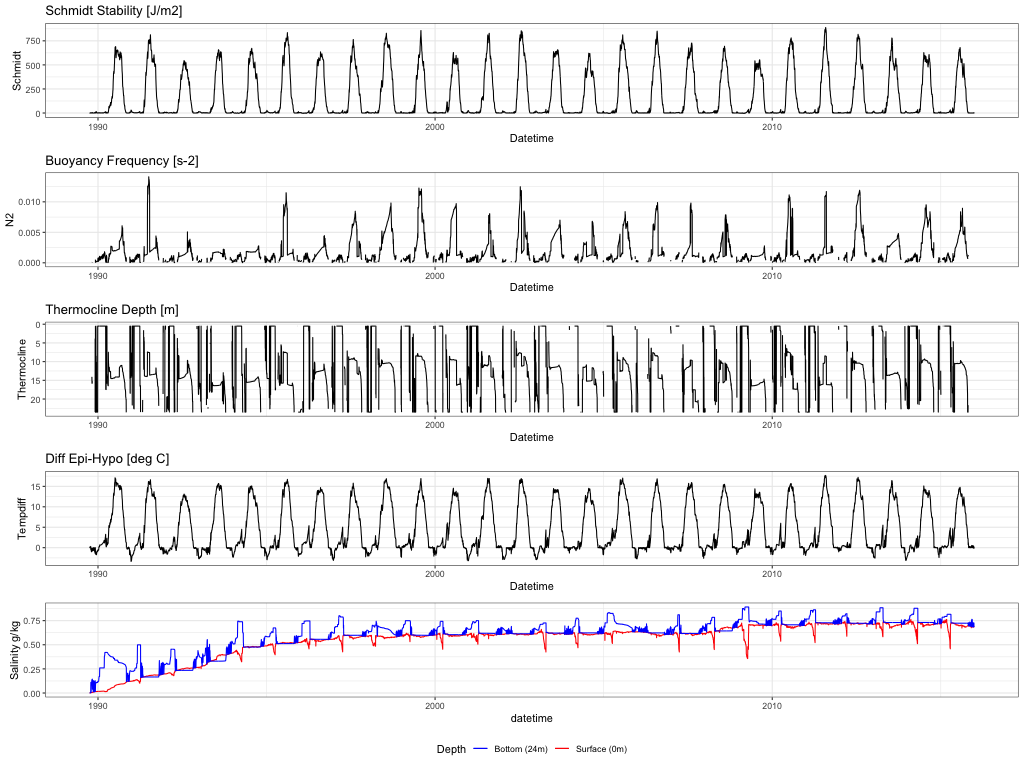 Schmidt Stability [J/m2]
Schmidt
750
500
250
0
1990 2000 2010
Datetime
Buoyancy Frequency [s-2]
N2
0.010
0.005
0.000
1990 2000 2010
Datetime
Thermocline Depth [m]
Thermocline
0
5
10
15
20
1990 2000 2010
Datetime
Diff Epi-Hypo [deg C]
Tempdiff
15
10
5
0
1990 2000 2010
Datetime
Salinity g/kg
0.75
0.50
0.25
0.00
1990 2000 2010
datetime
Depth Bottom (24m) Surface (0m)